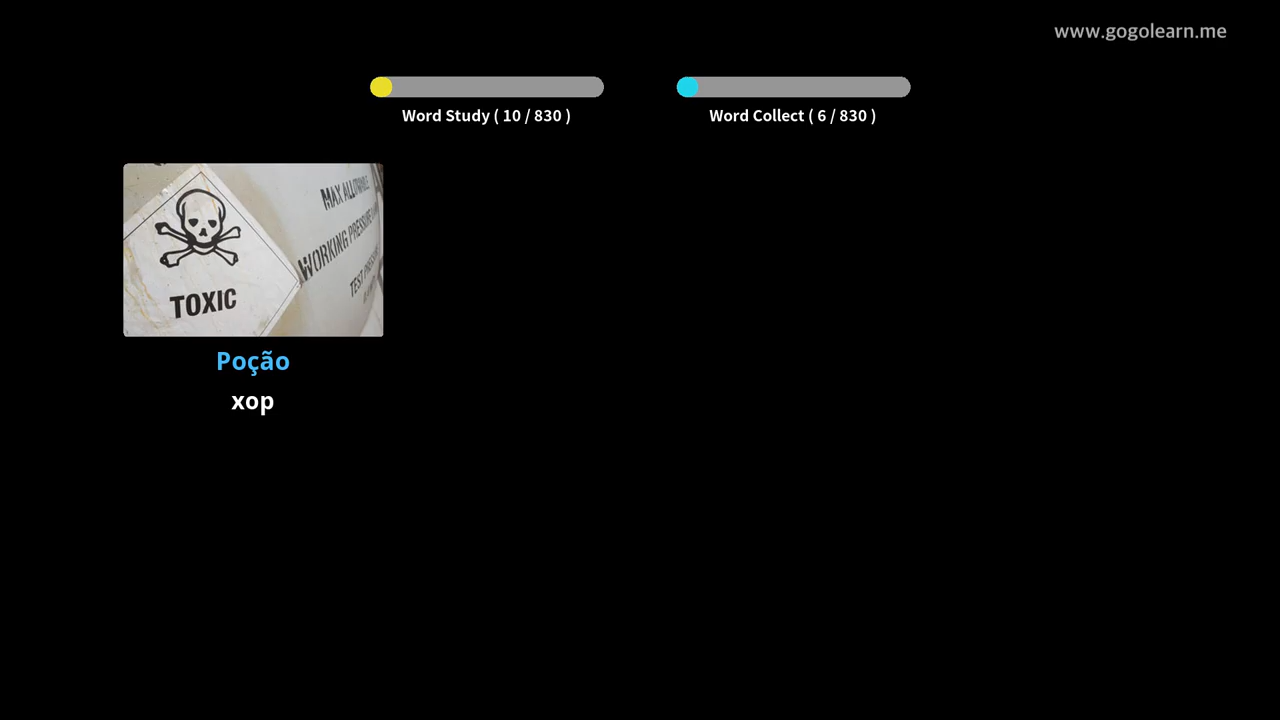 www.gogolearn.me
Word Study ( 10 / 830 )
Word Collect ( 6 / 830 )
MAX ALLOWABLE
WORKING PRESSURE
TEST PRESSURE
TOXIC
Poção
xop